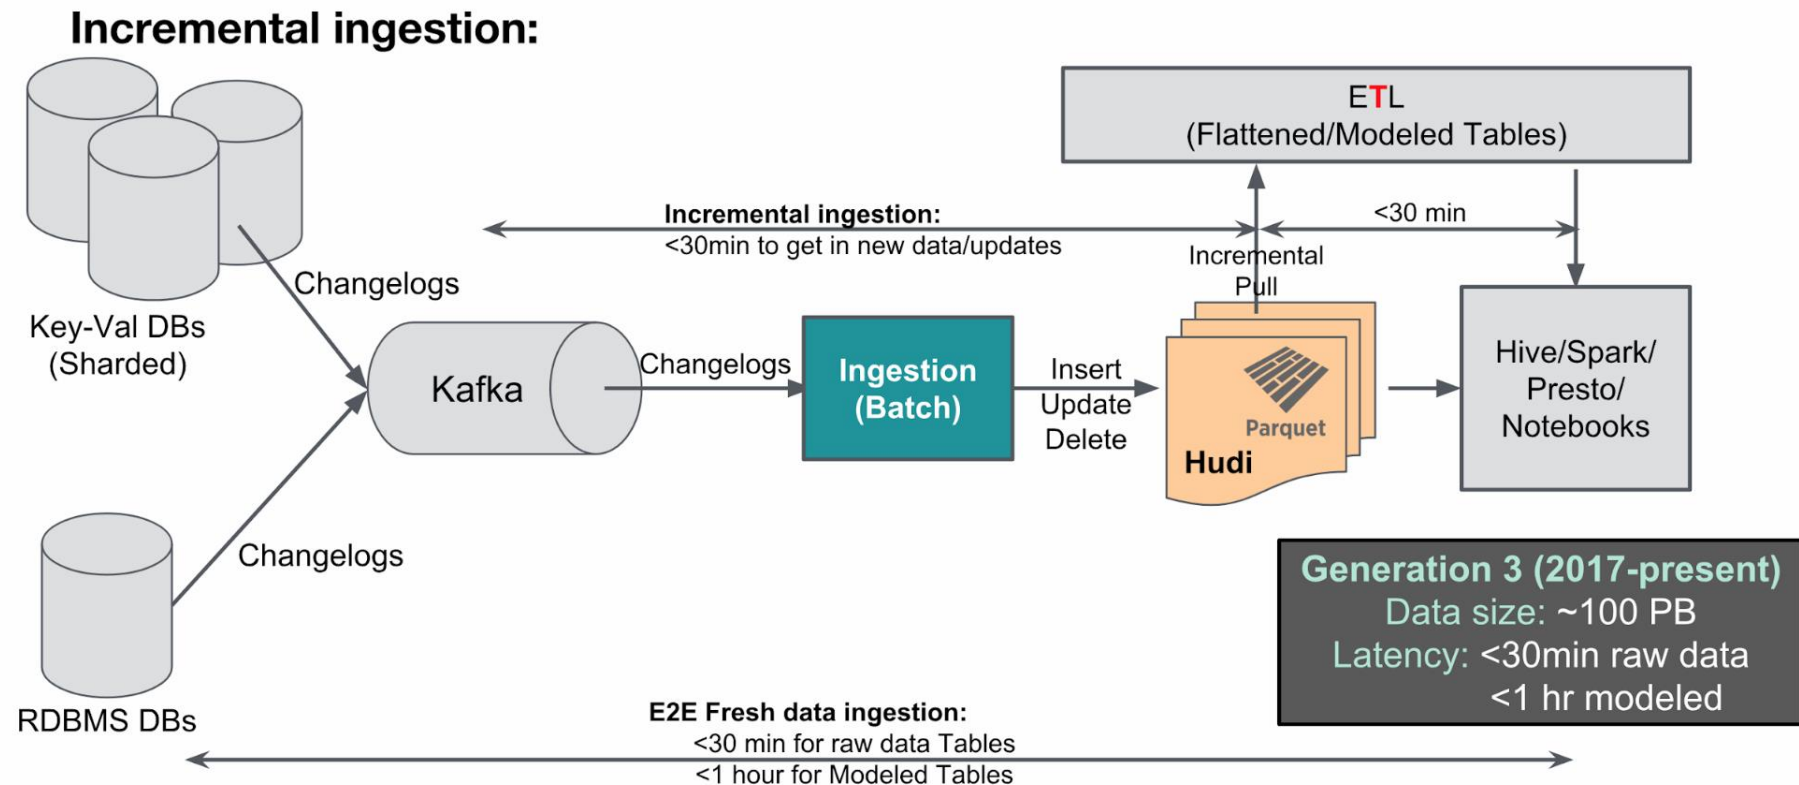 Incremental ingestion:
Key-Val DBs
(Sharded)
Changelogs
RDBMS DBs
Changelogs
Kafka
Changelogs
Ingestion
(Batch)
Insert
Update
Delete
Parquet
Hudi
Incremental
Pull
Incremental ingestion:
<30min to get in new data/updates
<30 min
ETL
(Flattened/Modeled Tables)
Hive/Spark/
Presto/
Notebooks
Generation 3 (2017-present)
Data size: ~100 PB
Latency: <30min raw data
<1 hr modeled
E2E Fresh data ingestion:
<30 min for raw data Tables
<1 hour for Modeled Tables